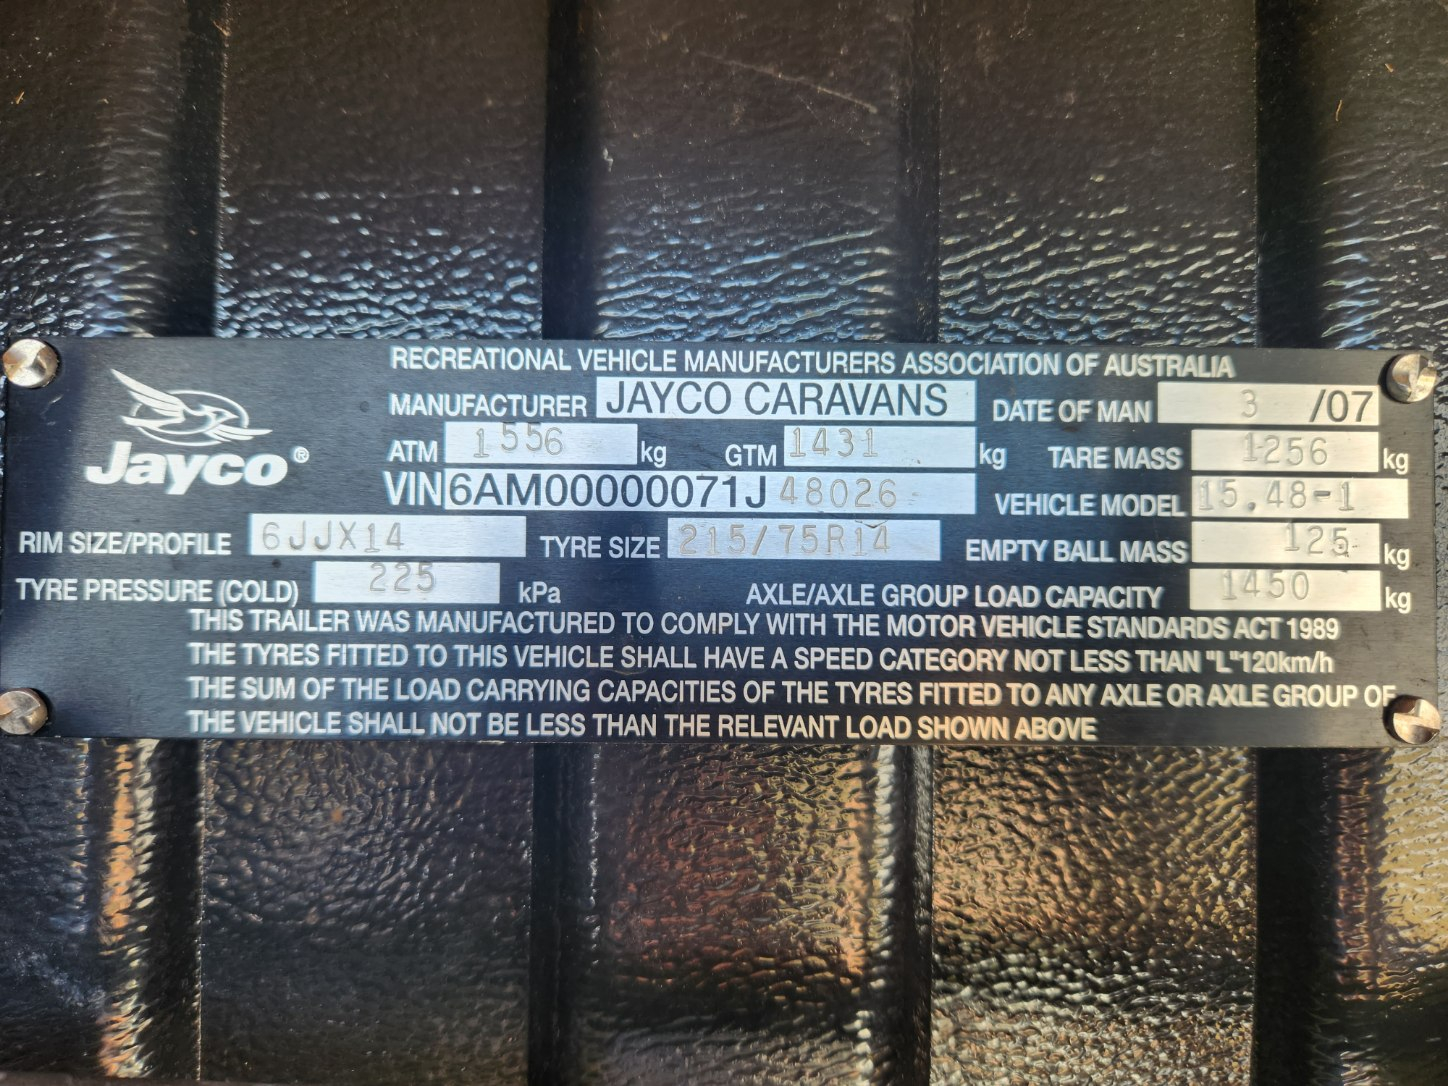 RECREATIONAL VEHICLE MANUFACTURERS ASSOCIATION OF AUSTRALIA
Jayco®
MANUFACTURER JAYCO CARAVANS DATE OF MAN 3 /07
ATM 1556 kg GTM 1431 kg TARE MASS 1256 kg
VIN 6AM00000071J48026 VEHICLE MODEL 15.48-1
RIM SIZE/PROFILE 6JJX14 TYRE SIZE 215/75R14 EMPTY BALL MASS 125 kg
TYRE PRESSURE (COLD) 225 kPa AXLE/AXLE GROUP LOAD CAPACITY 1450 kg
THIS TRAILER WAS MANUFACTURED TO COMPLY WITH THE MOTOR VEHICLE STANDARDS ACT 1989
THE TYRES FITTED TO THIS VEHICLE SHALL HAVE A SPEED CATEGORY NOT LESS THAN "L"120km/h
THE SUM OF THE LOAD CARRYING CAPACITIES OF THE TYRES FITTED TO ANY AXLE OR AXLE GROUP OF
THE VEHICLE SHALL NOT BE LESS THAN THE RELEVANT LOAD SHOWN ABOVE